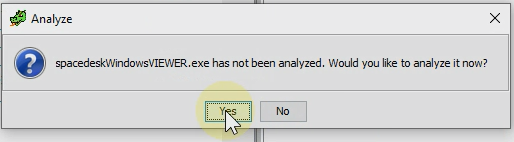 Analyze
spacedeskWindowsVIEWER.exe has not been analyzed. Would you like to analyze it now?
Yes No